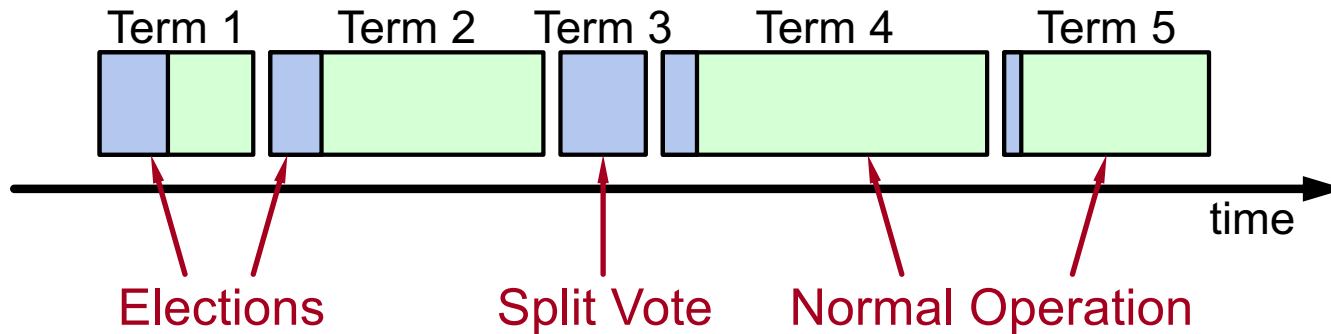 Term 1 Term 2 Term 3 Term 4 Term 5
time
Elections Split Vote Normal Operation